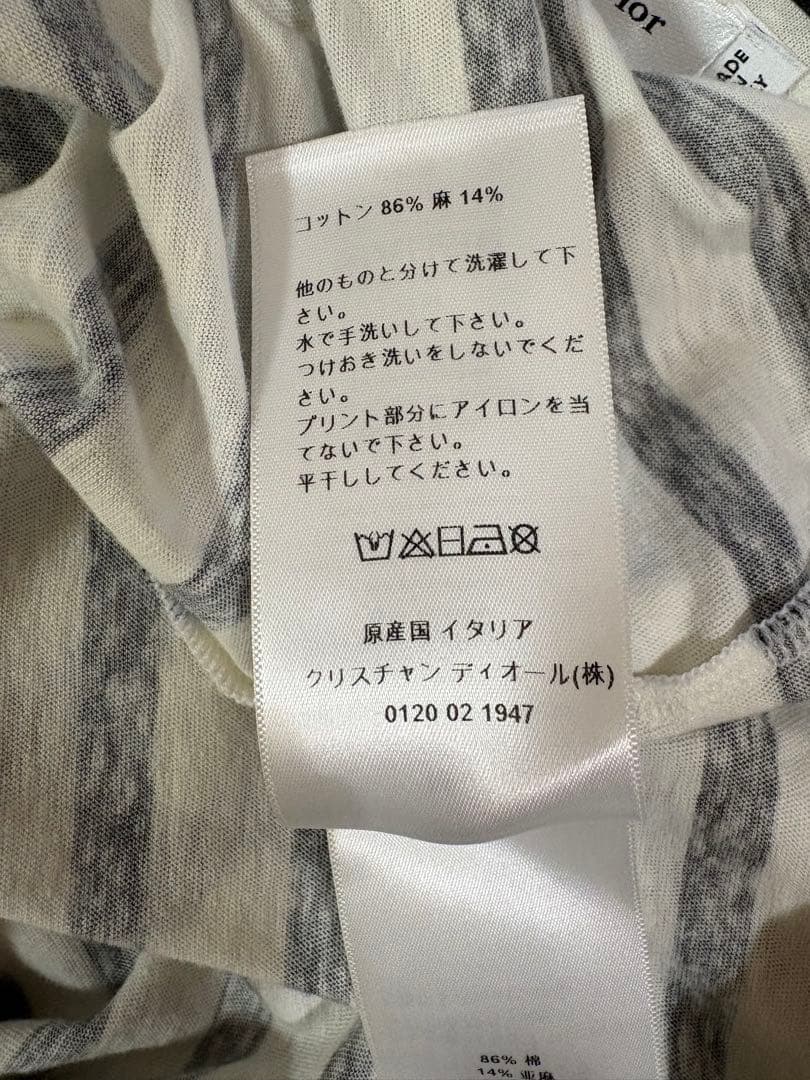 ior
ADE
N
Y
コットン 86% 麻 14%
他のものと分けて洗濯して下
さい。
水で手洗いして下さい。
つけおき洗いをしないでくだ
さい。
プリント部分にアイロンを当
てないで下さい。
平干ししてください。
原産国 イタリア
クリスチャン ディオール(株)
0120 02 1947
86% 棉
14% 亚麻